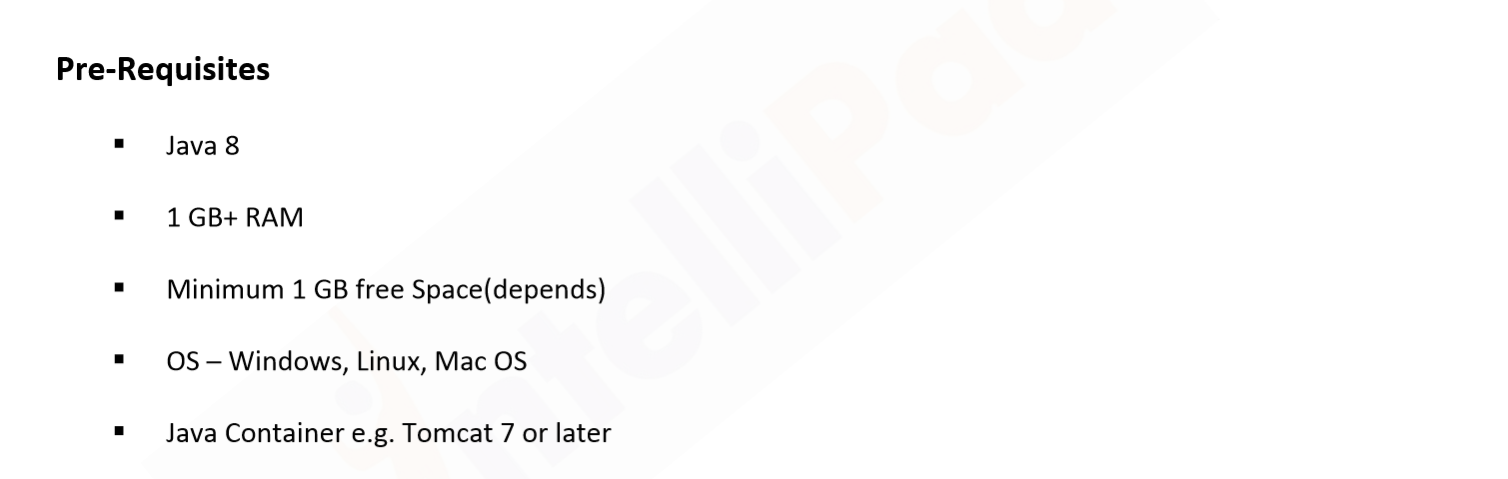 Pre-Requisites
▪ Java 8
▪ 1 GB+ RAM
▪ Minimum 1 GB free Space(depends)
▪ OS – Windows, Linux, Mac OS
▪ Java Container e.g. Tomcat 7 or later
intelliPaa